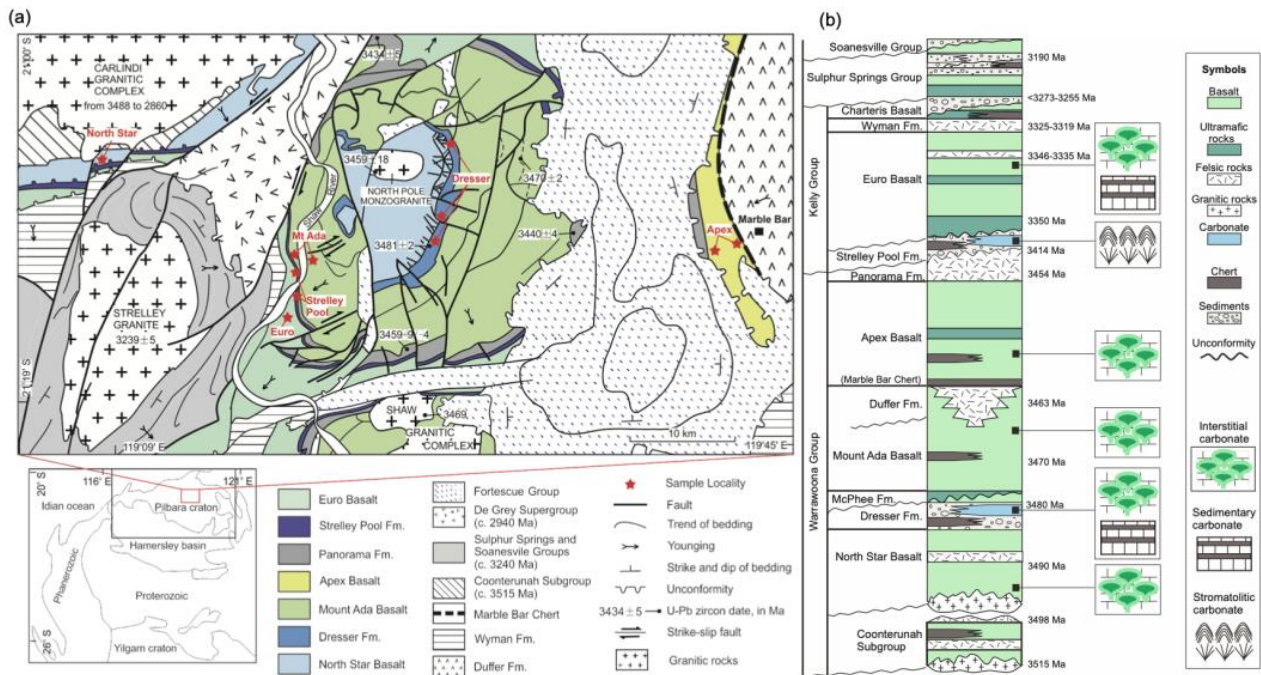 (a)
21°00' S
CARLINDI
GRANITIC
COMPLEX
from 3488 to 2860
North Star
3434±5
3459±18
NORTH POLE
MONZOGRANITE
Dresser
3470±2
Shaw River
Mt Ada
3481±2
3440±4
Apex
Marble Bar
STRELLEY
GRANITE
3239±5
Strelley
Pool
Euro
3459-9/-4
21°19' S
SHAW
GRANITIC
COMPLEX
3469
10 km
119°09' E
119°45' E
20° S
116° E
121° E
Idian ocean
Pilbara craton
Hamersley basin
Phanerozoic
Proterozoic
26° S
Yilgarn craton
Euro Basalt
Strelley Pool Fm.
Panorama Fm.
Apex Basalt
Mount Ada Basalt
Dresser Fm.
North Star Basalt
Fortescue Group
De Grey Supergroup
(c. 2940 Ma)
Sulphur Springs and
Soanesville Groups
(c. 3240 Ma)
Coonterunah Subgroup
(c. 3515 Ma)
Marble Bar Chert
Wyman Fm.
Duffer Fm.
Sample Locality
Fault
Trend of bedding
Younging
Strike and dip of bedding
Unconformity
3434±5 U-Pb zircon date, in Ma
Strike-slip fault
Granitic rocks
(b)
Soanesville Group
3190 Ma
Sulphur Springs Group
<3273-3255 Ma
Kelly Group
Charteris Basalt
Wyman Fm.
3325-3319 Ma
3346-3335 Ma
Euro Basalt
3350 Ma
Strelley Pool Fm.
3414 Ma
Panorama Fm.
3454 Ma
Warrawoona Group
Apex Basalt
(Marble Bar Chert)
Duffer Fm.
3463 Ma
Mount Ada Basalt
3470 Ma
McPhee Fm.
3480 Ma
Dresser Fm.
North Star Basalt
3490 Ma
3498 Ma
Coonterunah
Subgroup
3515 Ma
Symbols
Basalt
Ultramafic
rocks
Felsic rocks
Granitic rocks
Carbonate
Chert
Sediments
Unconformity
Interstitial
carbonate
Sedimentary
carbonate
Stromatolitic
carbonate